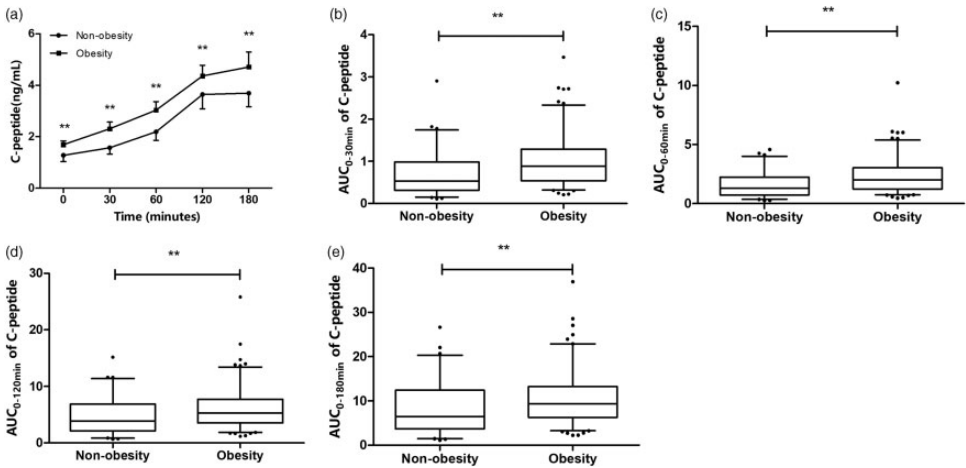 (a)
Non-obesity
Obesity
C-peptide(ng/mL)
6
4
2
0
** ** ** ** **
0 30 60 120 180
Time (minutes)
(b)
**
AUC0-30min of C-peptide
4
3
2
1
0
Non-obesity Obesity
(c)
**
AUC0-60min of C-peptide
15
10
5
0
Non-obesity Obesity
(d)
**
AUC0-120min of C-peptide
30
20
10
0
Non-obesity Obesity
(e)
**
AUC0-180min of C-peptide
40
30
20
10
0
Non-obesity Obesity